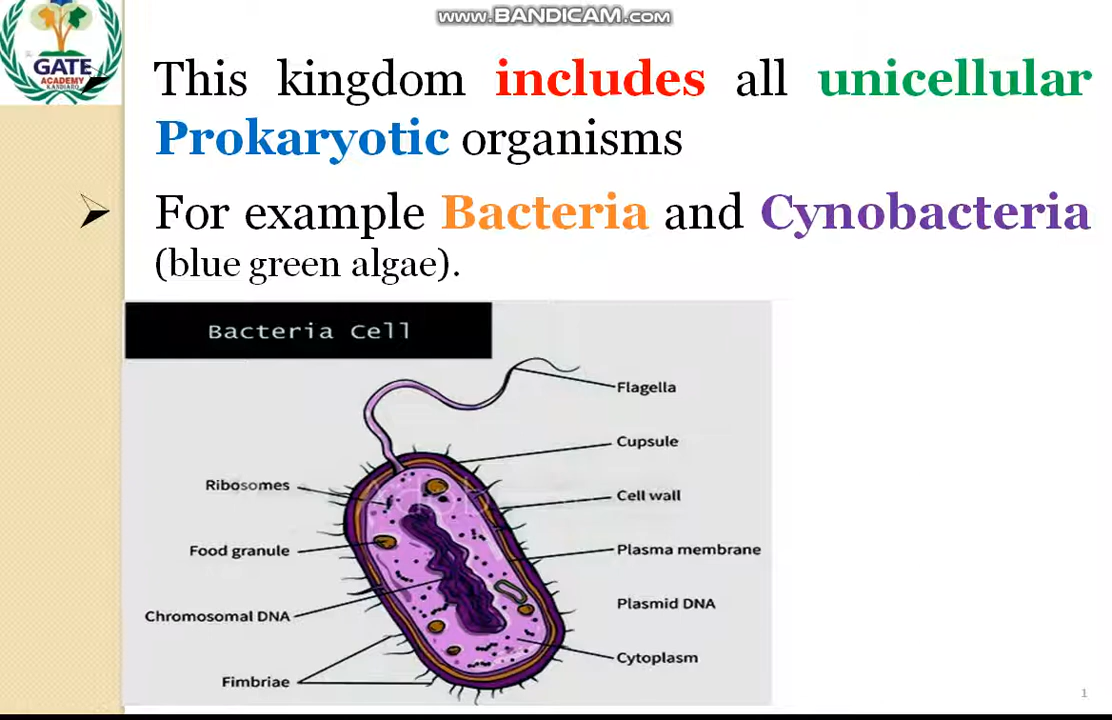 www.BANDICAM.com
GATE
ACADEMY
KANDIARO
This kingdom includes all unicellular
Prokaryotic organisms
For example Bacteria and Cynobacteria
(blue green algae).
Bacteria Cell
Flagella
Cupsule
Ribosomes
Cell wall
Food granule
Plasma membrane
Plasmid DNA
Chromosomal DNA
Cytoplasm
Fimbriae
1